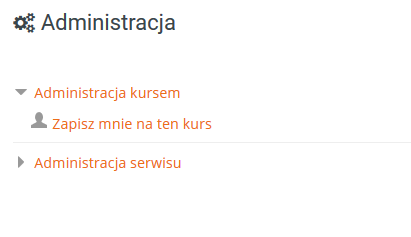 Administracja
Administracja kursem
Zapisz mnie na ten kurs
Administracja serwisu